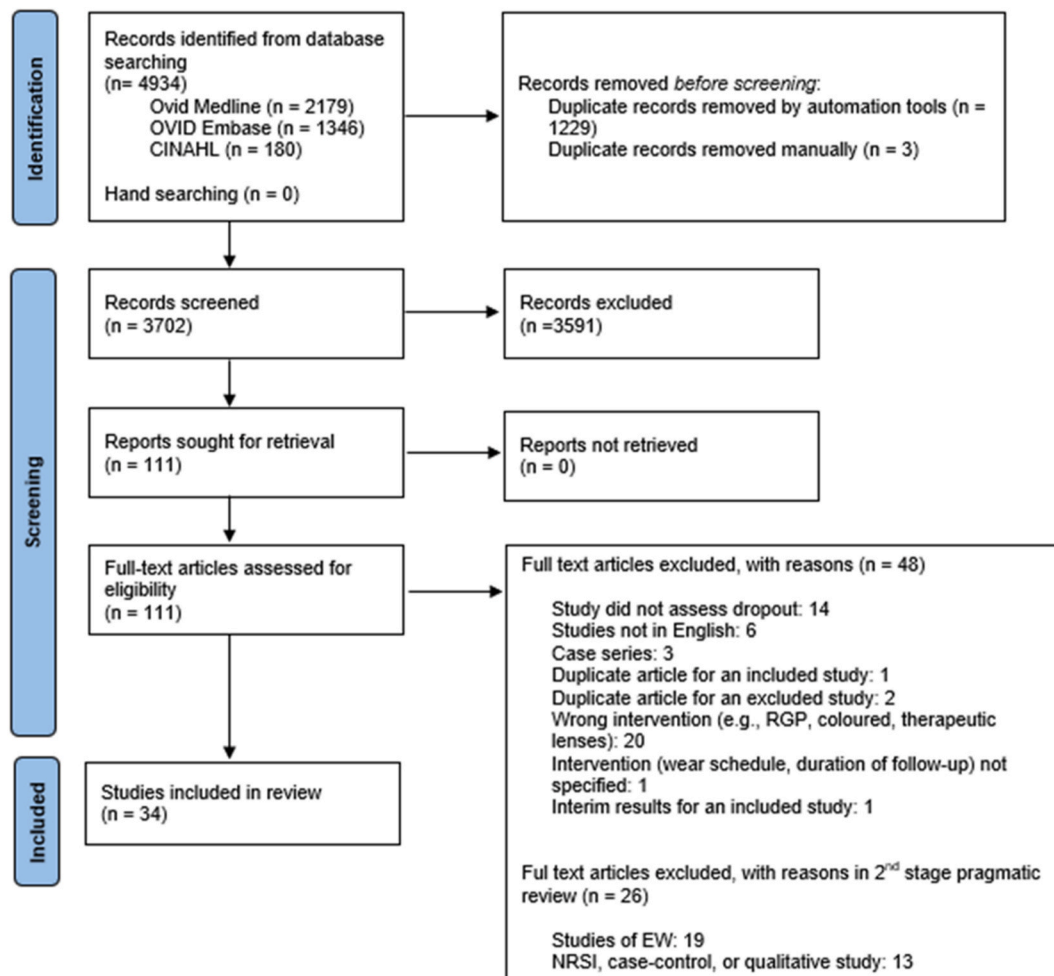 Identification
Records identified from database
searching
(n= 4934)
Ovid Medline (n = 2179)
OVID Embase (n = 1346)
CINAHL (n = 180)
Hand searching (n = 0)
Records removed before screening:
Duplicate records removed by automation tools (n =
1229)
Duplicate records removed manually (n = 3)
Screening
Records screened
(n = 3702)
Records excluded
(n =3591)
Reports sought for retrieval
(n = 111)
Reports not retrieved
(n = 0)
Full-text articles assessed for
eligibility
(n = 111)
Full text articles excluded, with reasons (n = 48)
Study did not assess dropout: 14
Studies not in English: 6
Case series: 3
Duplicate article for an included study: 1
Duplicate article for an excluded study: 2
Wrong intervention (e.g., RGP, coloured, therapeutic
lenses): 20
Intervention (wear schedule, duration of follow-up) not
specified: 1
Interim results for an included study: 1
Ful text articles excluded, with reasons in 2nd stage pragmatic
review (n = 26)
Studies of EW: 19
NRSI, case-control, or qualitative study: 13
Included
Studies included in review
(n = 34)